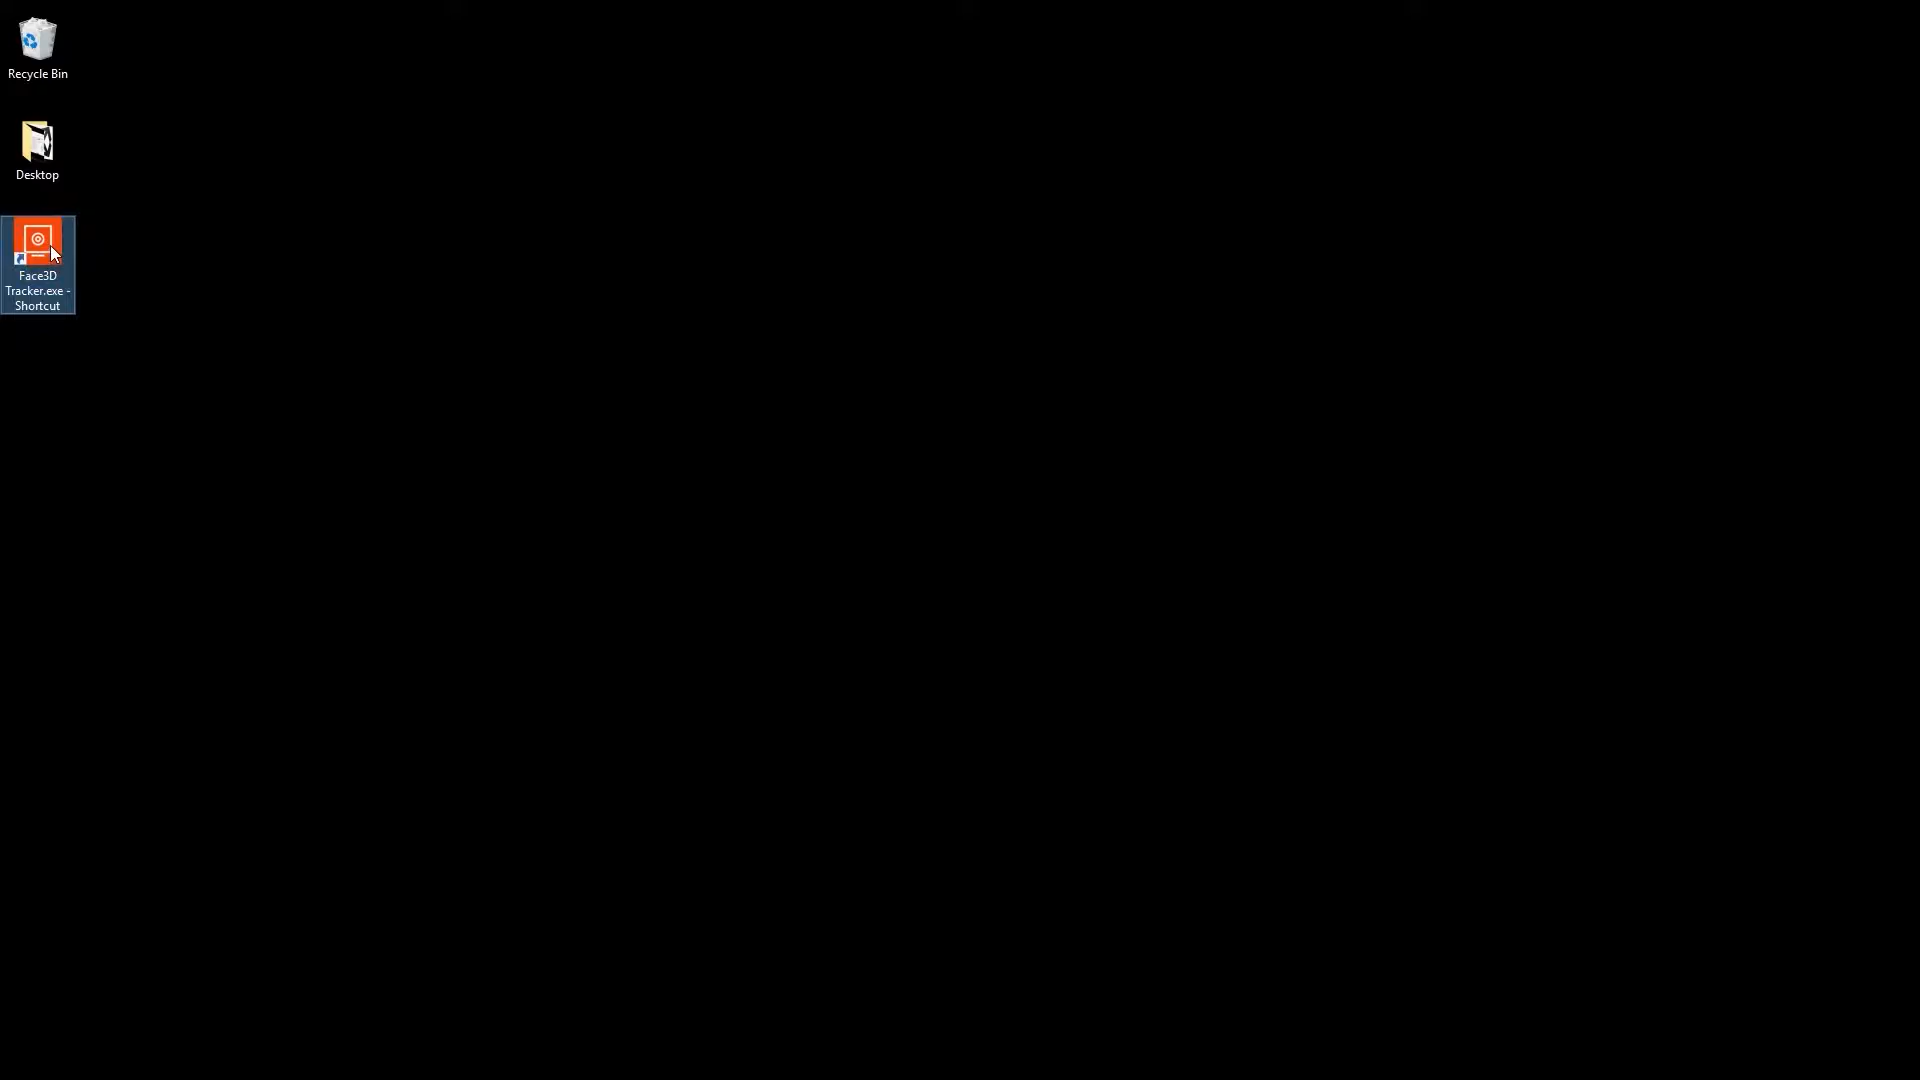 Recycle Bin
Desktop
Face3D
Tracker.exe -
Shortcut